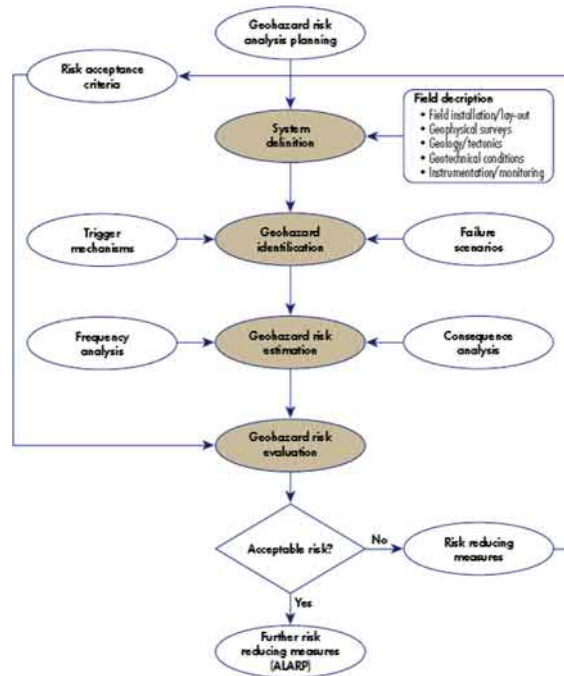 Geohazard risk
analysis planning
Risk acceptance
criteria
Field decription
• Field installation/lay-out
• Geophysical surveys
• Geology/tectonics
• Geotechnical conditions
• Instrumentation/monitoring
System
definition
Trigger
mechanisms
Geohazard
identilication
Failure
scenarios
Frequency
analysis
Geohazard risk
estimation
Consequence
analysis
Geohazard risk
evaluation
Acceptable risk?
No
Risk reducing
measures
Yes
Further risk
reducing measures
(ALARP)